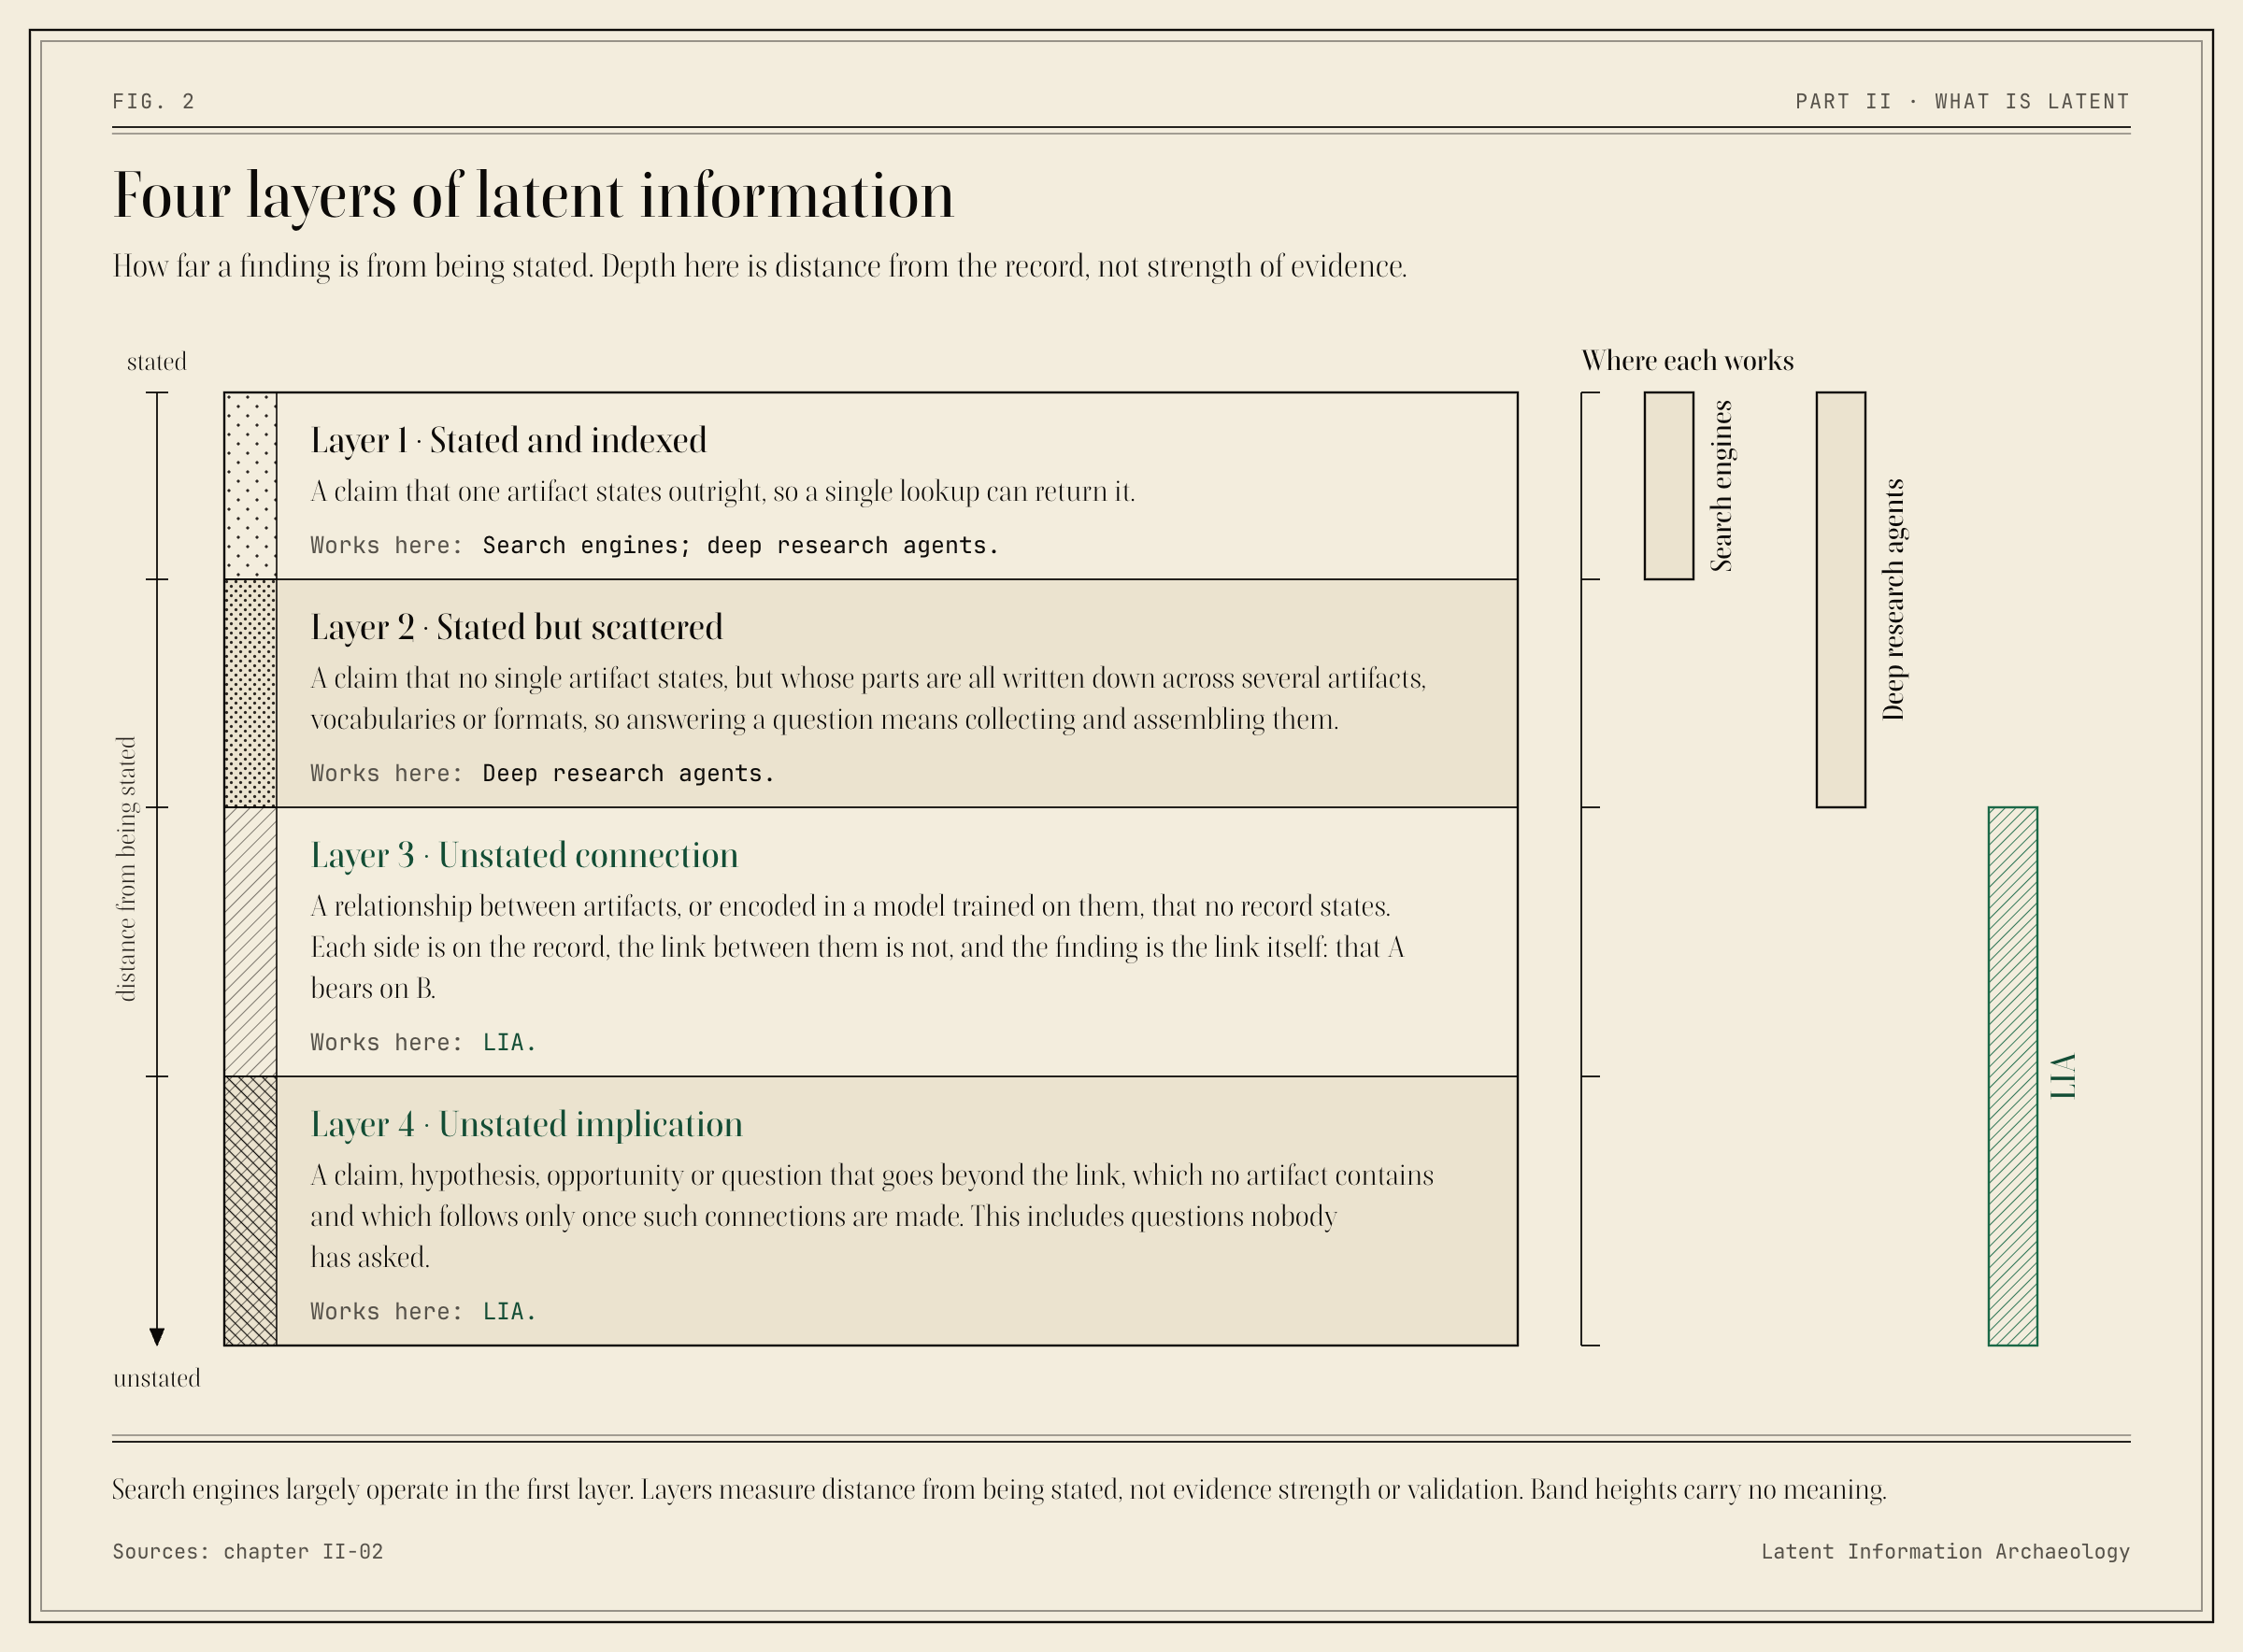 FIG. 2
PART II · WHAT IS LATENT
Four layers of latent information
How far a finding is from being stated. Depth here is distance from the record, not strength of evidence.
stated
distance from being stated
unstated
Layer 1 · Stated and indexed
A claim that one artifact states outright, so a single lookup can return it.
Works here: Search engines; deep research agents.
Layer 2 · Stated but scattered
A claim that no single artifact states, but whose parts are all written down across several artifacts,
vocabularies or formats, so answering a question means collecting and assembling them.
Works here: Deep research agents.
Layer 3 · Unstated connection
A relationship between artifacts, or encoded in a model trained on them, that no record states.
Each side is on the record, the link between them is not, and the finding is the link itself: that A
bears on B.
Works here: LIA.
Layer 4 · Unstated implication
A claim, hypothesis, opportunity or question that goes beyond the link, which no artifact contains
and which follows only once such connections are made. This includes questions nobody
has asked.
Works here: LIA.
Where each works
Search engines
Deep research agents
LIA
Search engines largely operate in the first layer. Layers measure distance from being stated, not evidence strength or validation. Band heights carry no meaning.
Sources: chapter II-02
Latent Information Archaeology